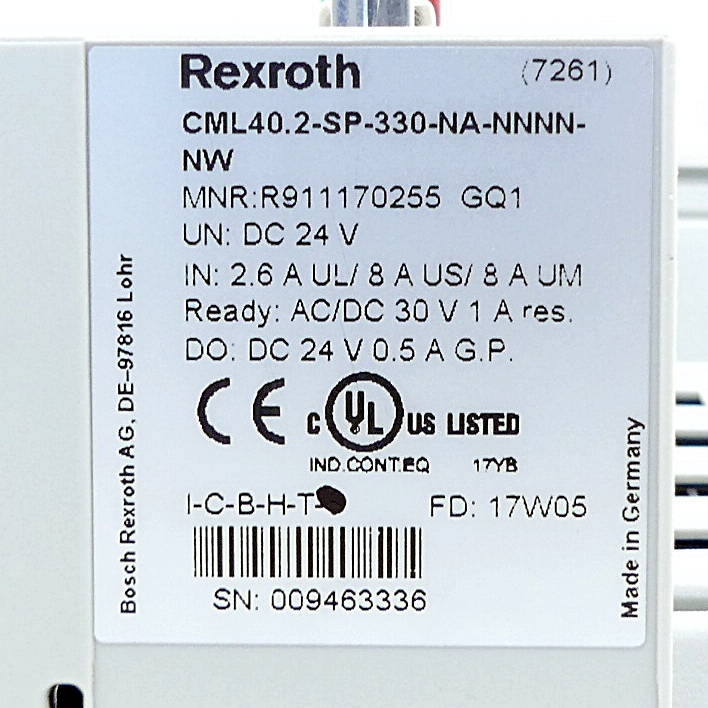 Rexroth (7261)
CML40.2-SP-330-NA-NNNN-
NW
MNR:R911170255 GQ1
UN: DC 24 V
IN: 2.6 A UL/ 8 A US/ 8 A UM
Ready: AC/DC 30 V 1 A res.
DO: DC 24 V 0.5 A G.P.
CE C UL US LISTED
IND.CONT.EQ 17YB
I-C-B-H-T- FD: 17W05
SN: 009463336
Bosch Rexroth AG, DE-97816 Lohr
Made in Germany